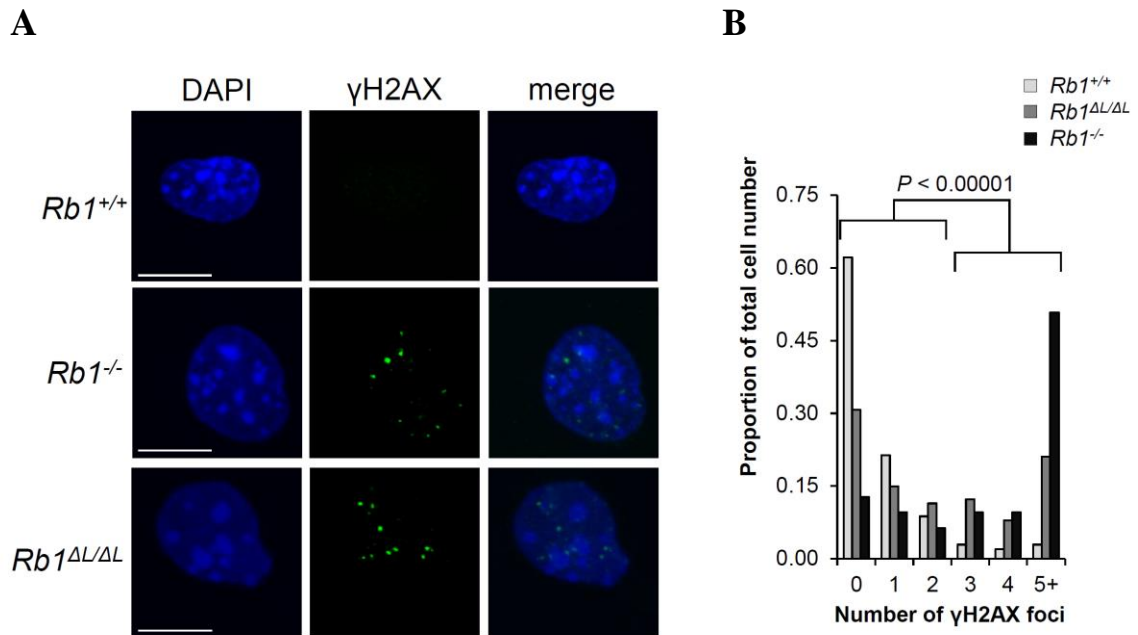 A
B
DAPI γH2AX merge
Rb1+/+
Rb1-/-
Rb1ΔL/ΔL
Rb1+/+
Rb1ΔL/ΔL
Rb1-/-
P < 0.00001
Proportion of total cell number
0.75
0.60
0.45
0.30
0.15
0.00
0 1 2 3 4 5+
Number of γH2AX foci